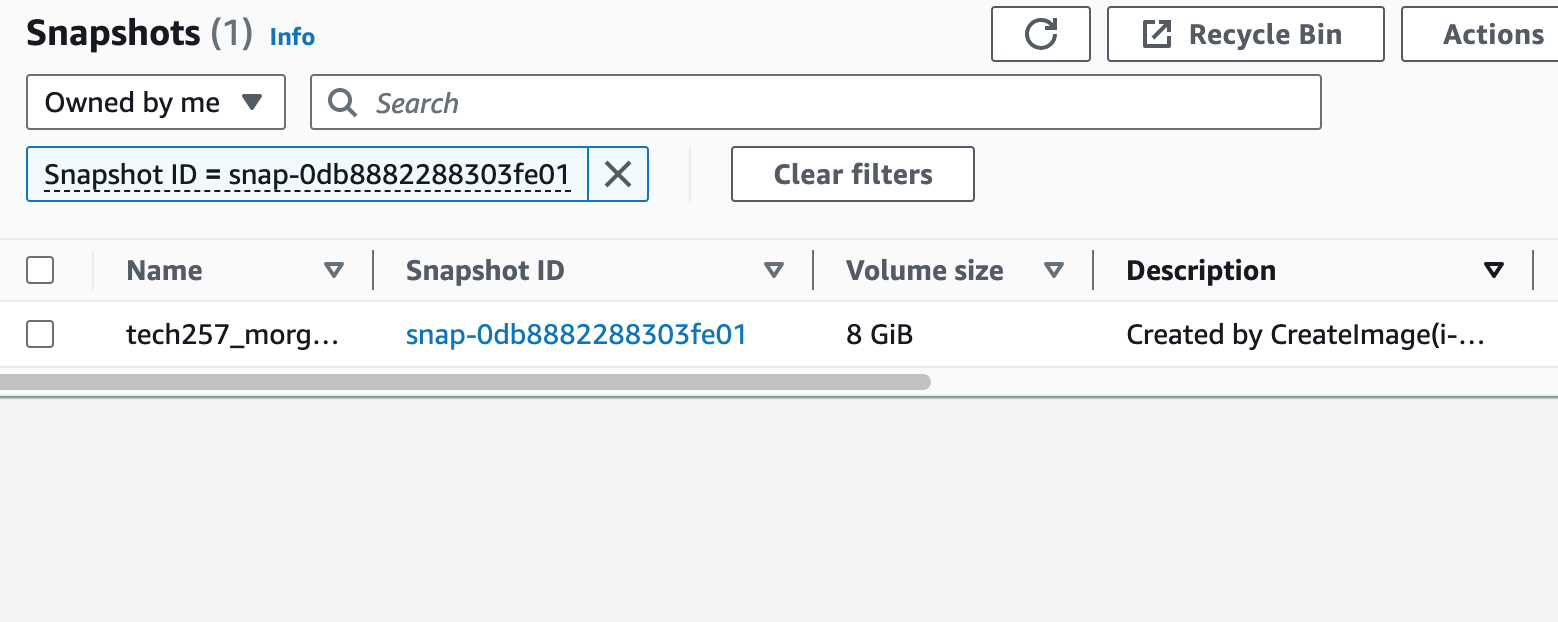 Snapshots (1) Info Recycle Bin Actions
Owned by me Search
Snapshot ID = snap-0db8882288303fe01 Clear filters
Name Snapshot ID Volume size Description
tech257_morg... snap-0db8882288303fe01 8 GiB Created by CreateImage(i-...